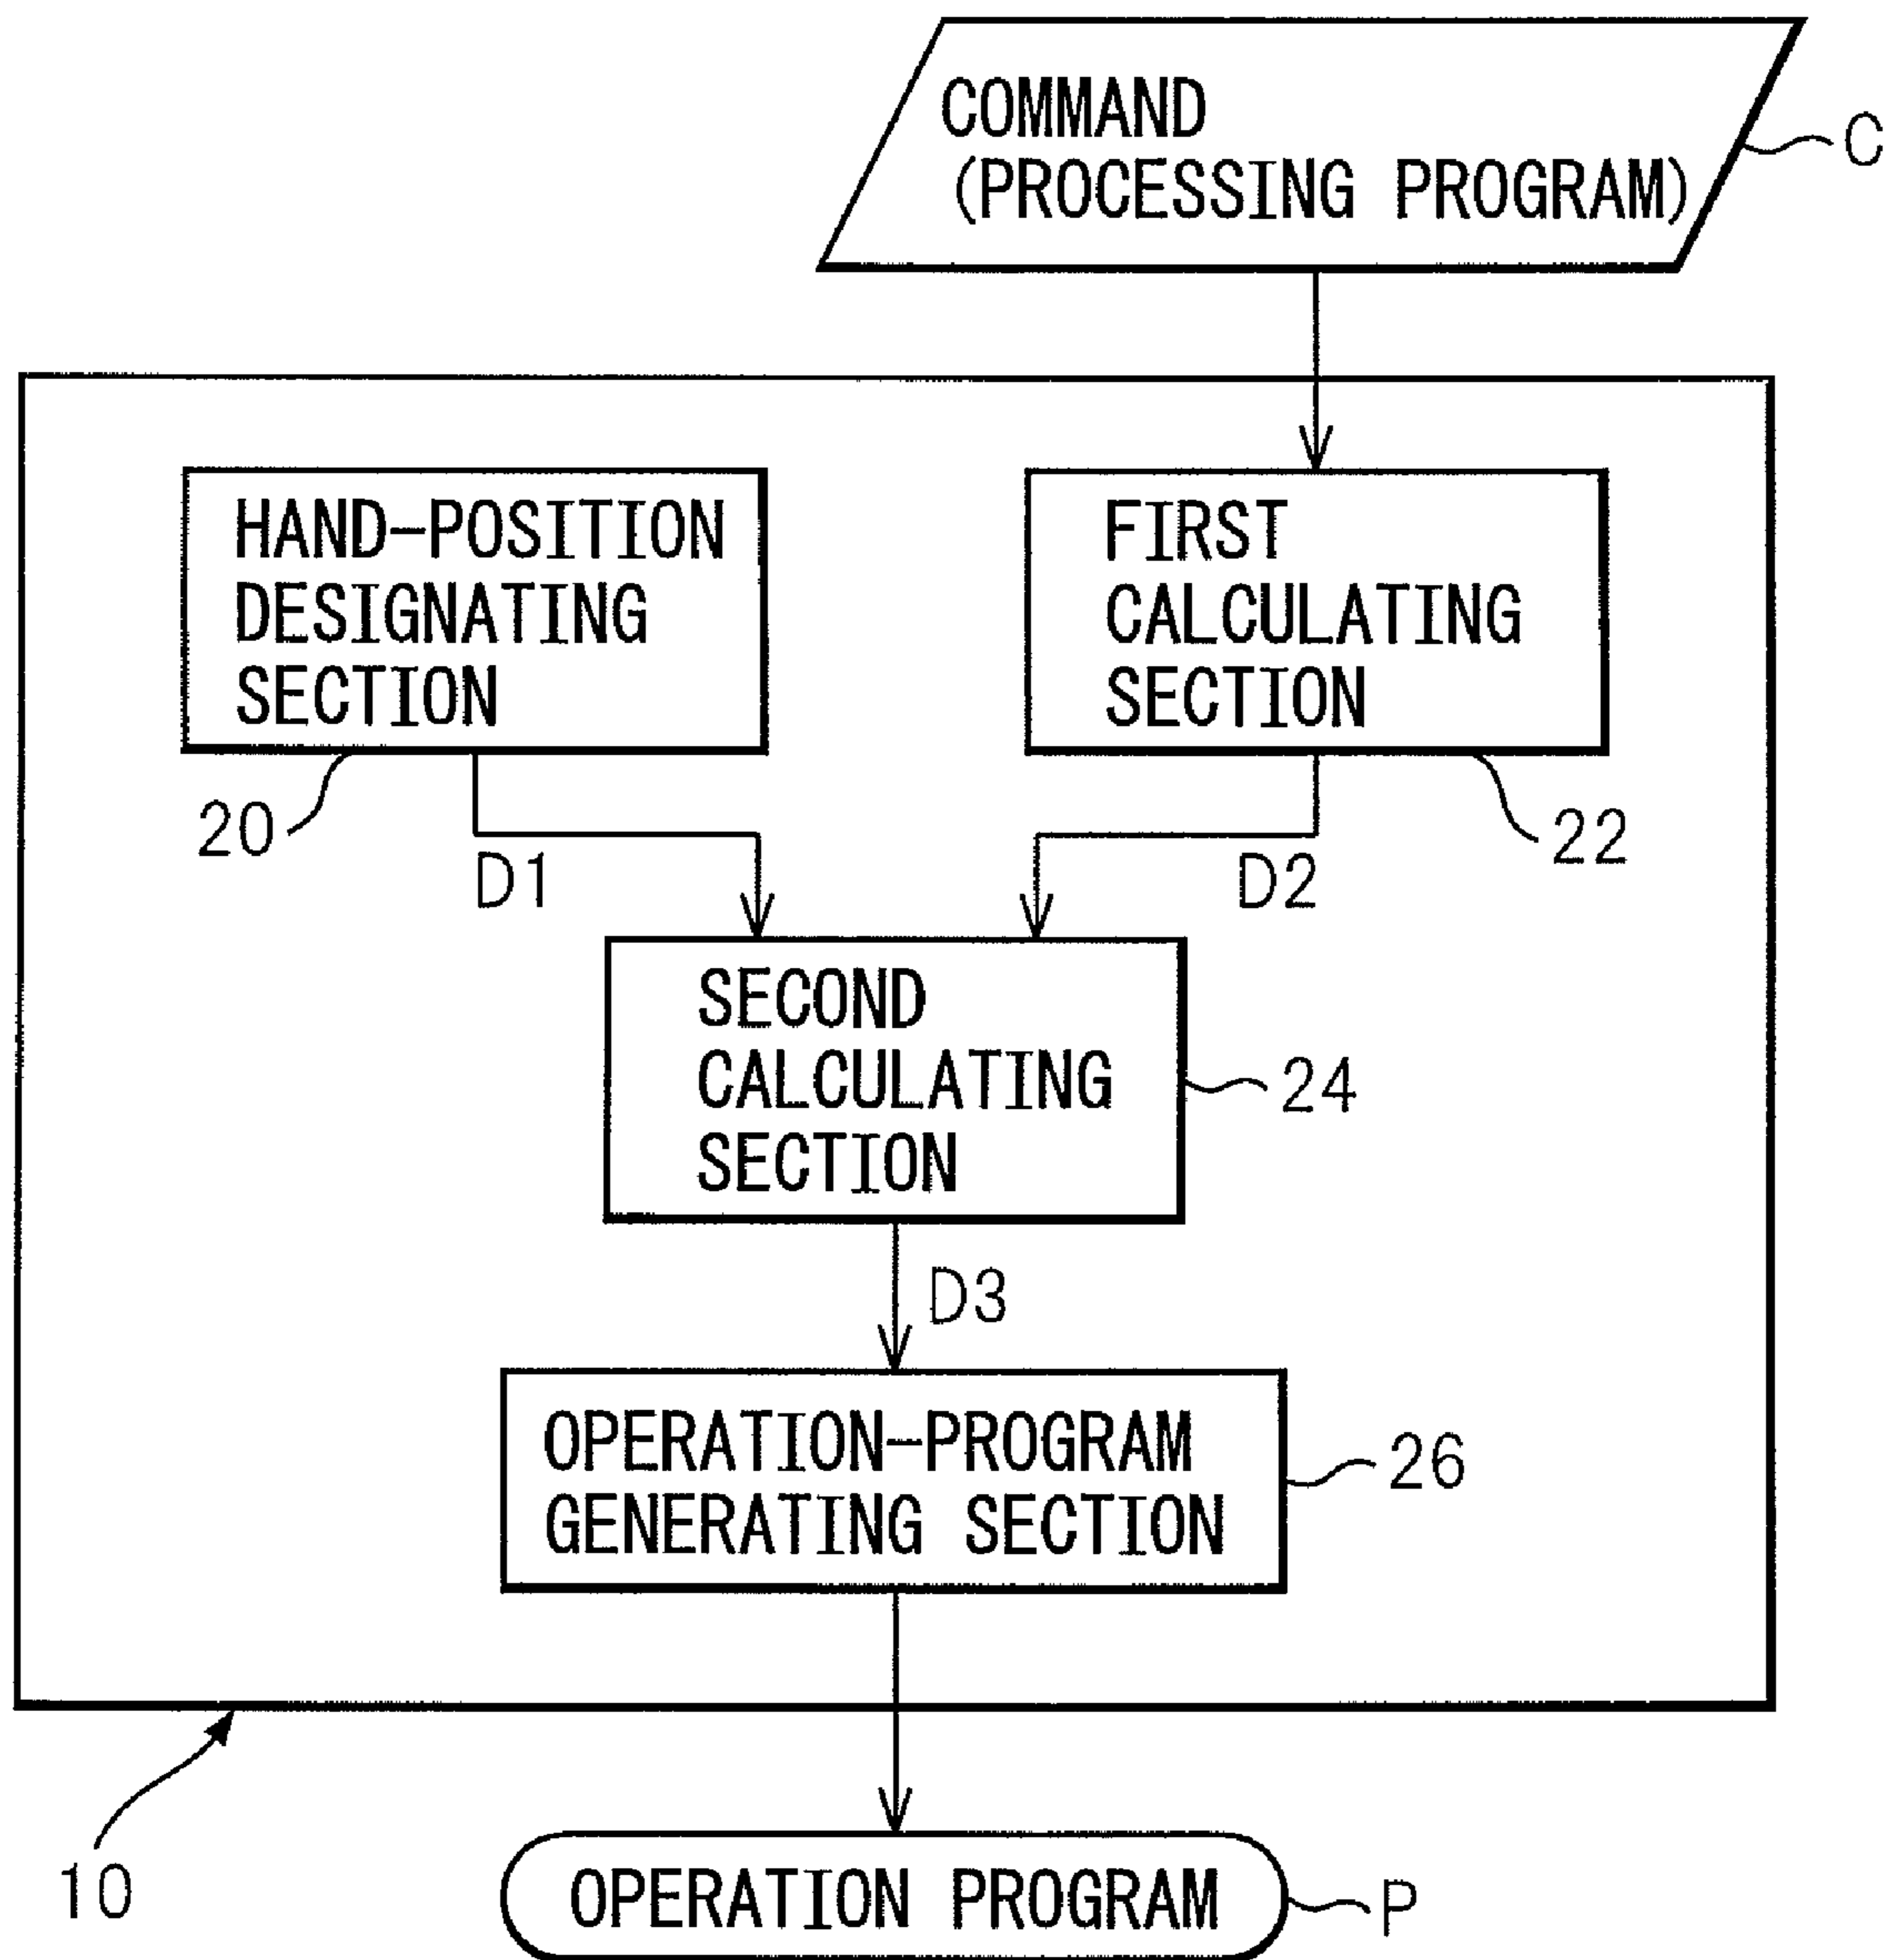 COMMAND
(PROCESSING PROGRAM)
C
HAND-POSITION
DESIGNATING
SECTION
20
FIRST
CALCULATING
SECTION
22
D1
D2
SECOND
CALCULATING
SECTION
24
D3
OPERATION-PROGRAM
GENERATING SECTION
26
10
OPERATION PROGRAM
P